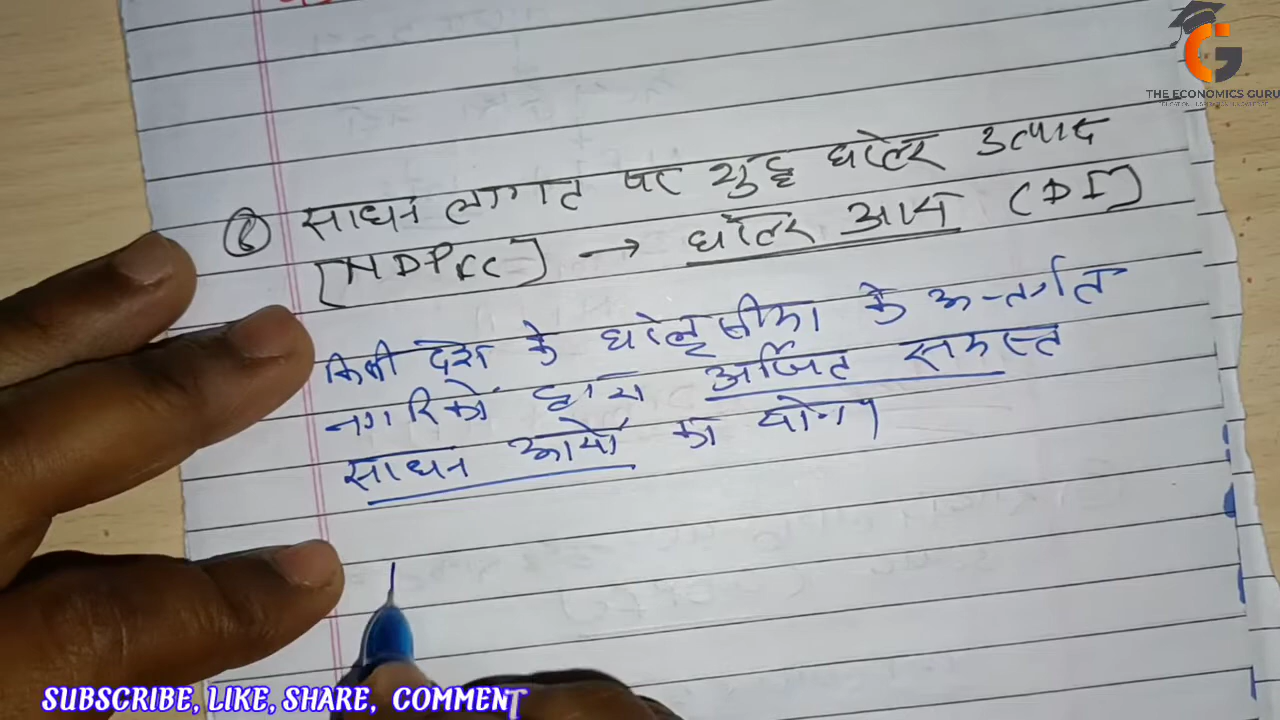 THE ECONOMICS GURU
⑥ साधन लागत पर शुद्ध घरेलू उत्पाद
[NDPFC] → घरेलू आय (DI)
किसी देश के घरेलू सीमा के अन्तर्गत
नागरिकों द्वारा अर्जित समस्त
साधन आयों का योग।
SUBSCRIBE, LIKE, SHARE, COMMENT